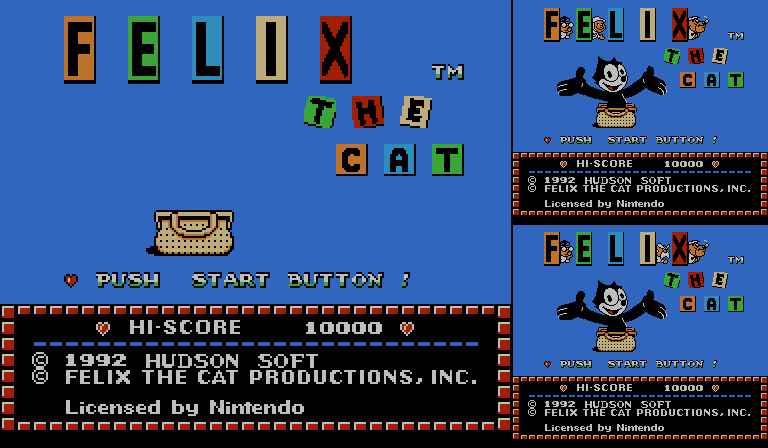 FELIX
TM
THE
CAT
PUSH START BUTTON !
HI-SCORE 10000
© 1992 HUDSON SOFT
© FELIX THE CAT PRODUCTIONS, INC.
Licensed by Nintendo
FELIX
TM
THE
CAT
PUSH START BUTTON !
HI-SCORE 10000
© 1992 HUDSON SOFT
© FELIX THE CAT PRODUCTIONS, INC.
Licensed by Nintendo
FELIX
TM
THE
CAT
PUSH START BUTTON !
HI-SCORE 10000
© 1992 HUDSON SOFT
© FELIX THE CAT PRODUCTIONS, INC.
Licensed by Nintendo